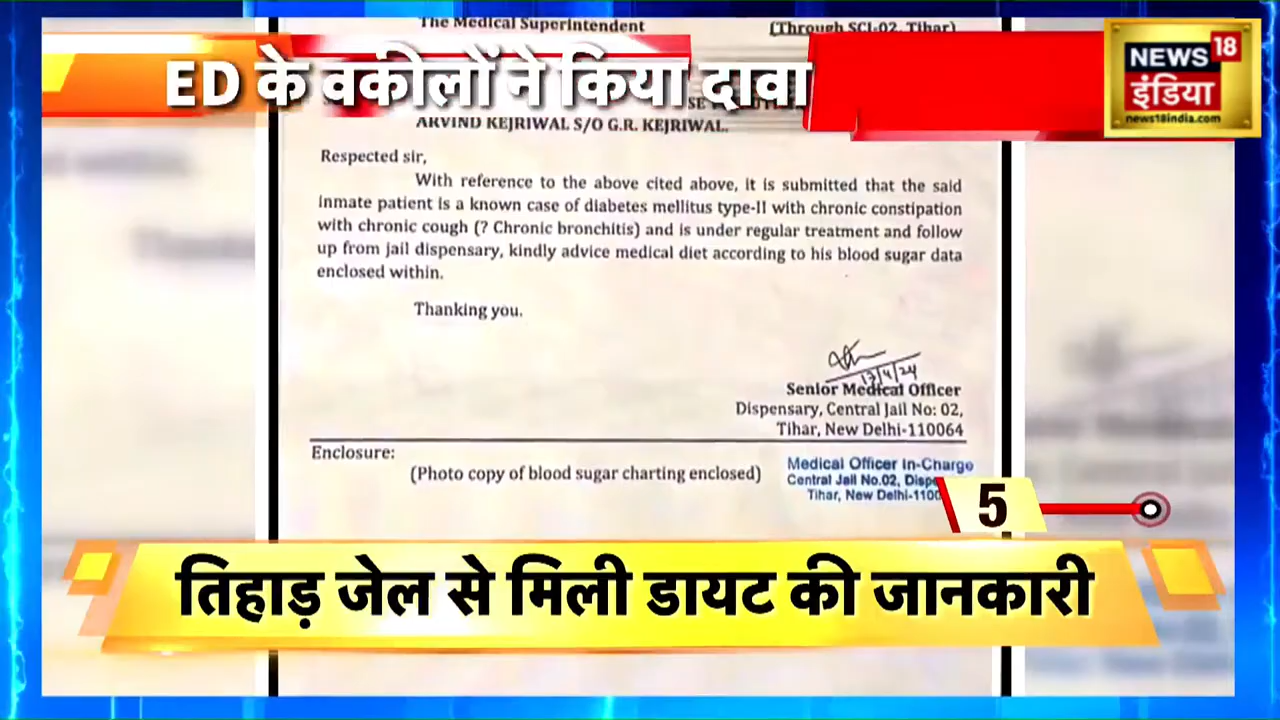 The Medical Superintendent (Through SCJ-02, Tihar)
ED के वकीलों ने किया दावा
NEWS 18
इंडिया
news18india.com
ARVIND KEJRIWAL S/O G.R. KEJRIWAL.
Respected sir,
With reference to the above cited above, it is submitted that the said
inmate patient is a known case of diabetes mellitus type-II with chronic constipation
with chronic cough (? Chronic bronchitis) and is under regular treatment and follow
up from jail dispensary, kindly advice medical diet according to his blood sugar data
enclosed within.
Thanking you.
13/4/24
Senior Medical Officer
Dispensary, Central Jail No: 02,
Tihar, New Delhi-110064
Enclosure:
(Photo copy of blood sugar charting enclosed)
Medical Officer In-Charge
Central Jail No.02,
Tihar, New Delhi-
5
तिहाड़ जेल से मिली डायट की जानकारी